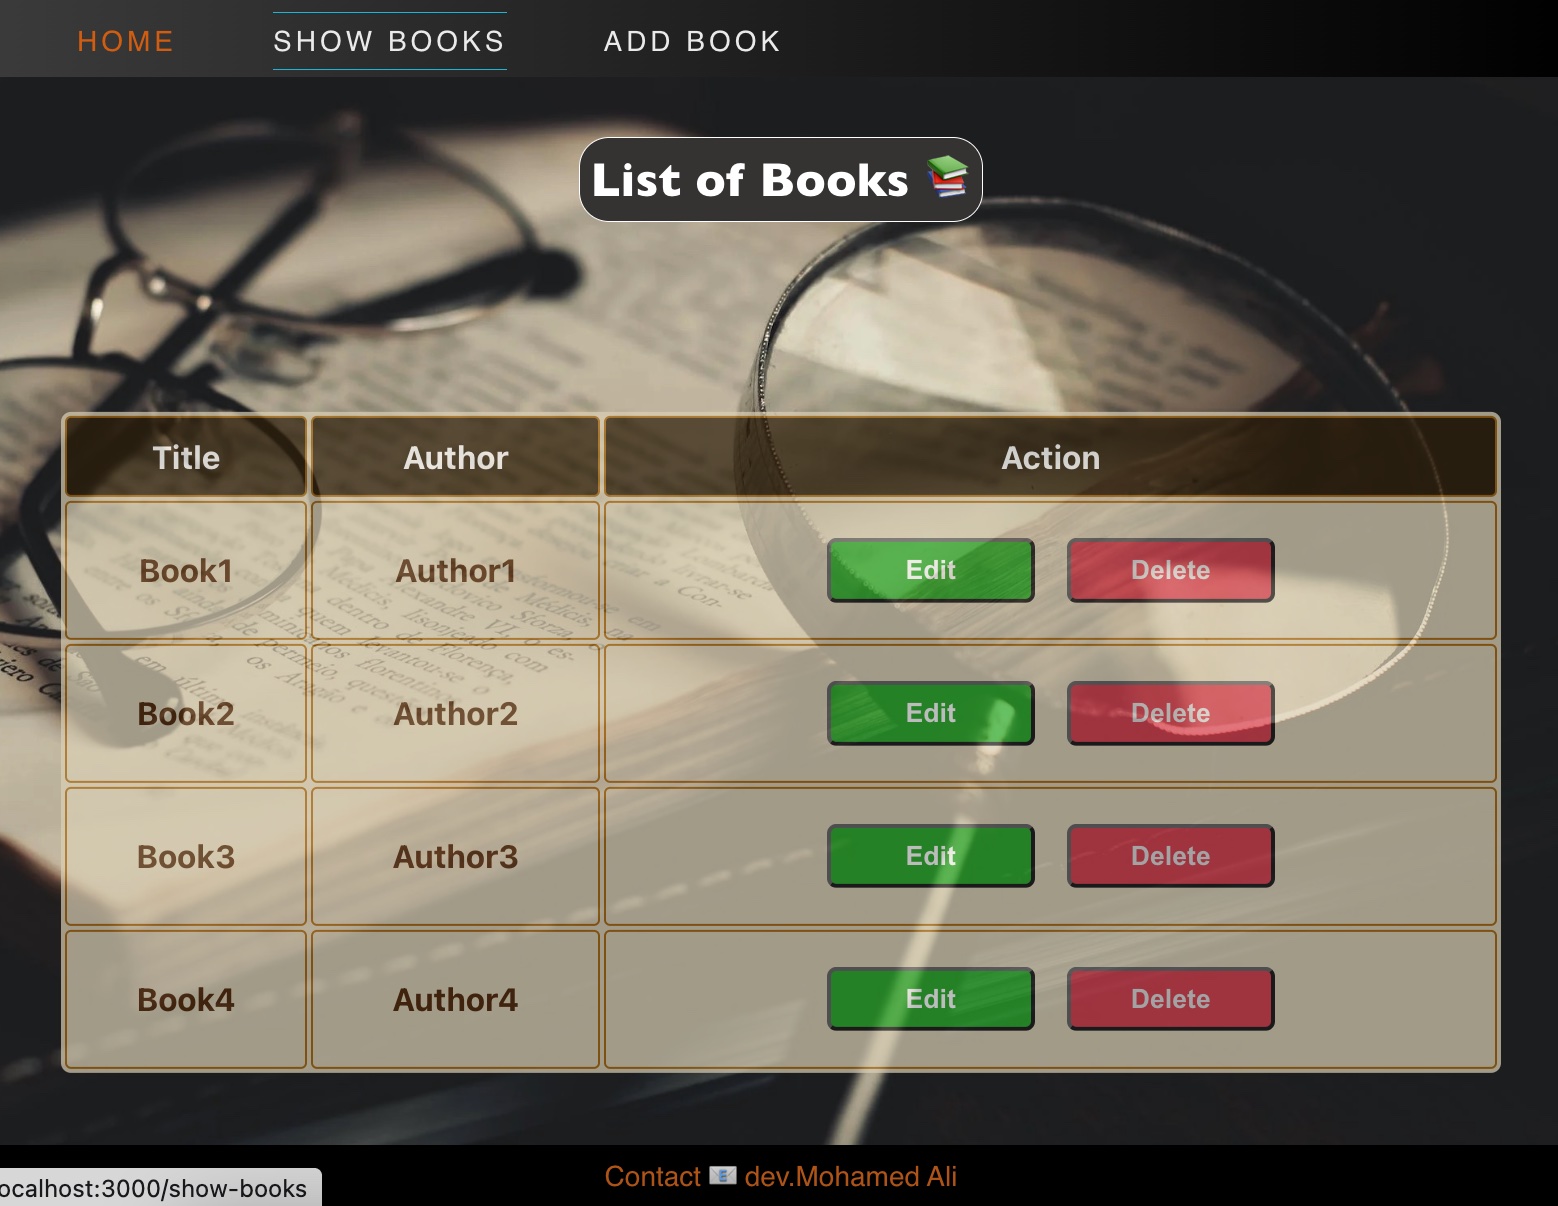 HOME SHOW BOOKS ADD BOOK
List of Books 📚
Title Author Action
Book1 Author1 Edit Delete
Book2 Author2 Edit Delete
Book3 Author3 Edit Delete
Book4 Author4 Edit Delete
Contact 📧 dev.Mohamed Ali
ocalhost:3000/show-books